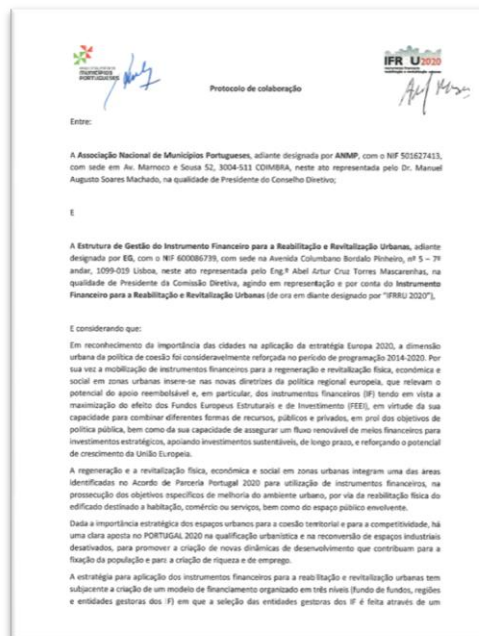 MUNICÍPIOS
PORTUGUESES
IFRRU2020
Protocolo de colaboração
Entre:
A Associação Nacional de Municípios Portugueses, adiante designada por ANMP, com o NIF 501627413,
com sede em Av. Marnoco e Sousa 52, 3004-511 COIMBRA, neste ato representada pelo Dr. Manuel
Augusto Soares Machado, na qualidade de Presidente do Conselho Diretivo;
E
A Estrutura de Gestão do Instrumento Financeiro para a Reabilitação e Revitalização Urbanas, adiante
designada por EG, com o NIF 600086739, com sede na Avenida Columbano Bordalo Pinheiro, nº 5 – 7º
andar, 1099-019 Lisboa, neste ato representada pelo Eng.º Abel Artur Cruz Torres Mascarenhas, na
qualidade de Presidente da Comissão Diretiva, agindo em representação e por conta do Instrumento
Financeiro para a Reabilitação e Revitalização Urbanas (de ora em diante designado por "IFRRU 2020"),
E considerando que:
Em reconhecimento da importância das cidades na aplicação da estratégia Europa 2020, a dimensão
urbana da política de coesão foi consideravelmente reforçada no período de programação 2014-2020. Por
sua vez a mobilização de instrumentos financeiros para a regeneração e revitalização física, económica e
social em zonas urbanas insere-se nas novas diretrizes da política regional europeia, que relevam o
potencial do apoio reembolsável e, em particular, dos instrumentos financeiros (IF) tendo em vista a
maximização do efeito dos Fundos Europeus Estruturais e de Investimento (FEEI), em virtude da sua
capacidade para combinar diferentes formas de recursos, públicos e privados, em prol dos objetivos de
política pública, bem como da sua capacidade de assegurar um fluxo renovável de meios financeiros para
investimentos estratégicos, apoiando investimentos sustentáveis, de longo prazo, e reforçando o potencial
de crescimento da União Europeia.
A regeneração e a revitalização física, económica e social em zonas urbanas integram uma das áreas
identificadas no Acordo de Parceria Portugal 2020 para utilização de instrumentos financeiros, na
prossecução dos objetivos específicos de melhoria do ambiente urbano, por via da reabilitação física do
edificado destinado a habitação, comércio ou serviços, bem como do espaço público envolvente.
Dada a importância estratégica dos espaços urbanos para a coesão territorial e para a competitividade, há
uma clara aposta no PORTUGAL 2020 na qualificação urbanística e na reconversão de espaços industriais
desativados, para promover a criação de novas dinâmicas de desenvolvimento que contribuam para a
fixação da população e para a criação de riqueza e de emprego.
A estratégia para aplicação dos instrumentos financeiros para a reabilitação e revitalização urbanas tem
subjacente a criação de um modelo de financiamento organizado em três níveis (fundo de fundos, regiões
e entidades gestoras dos IF) em que a seleção das entidades gestoras dos IF é feita através de um